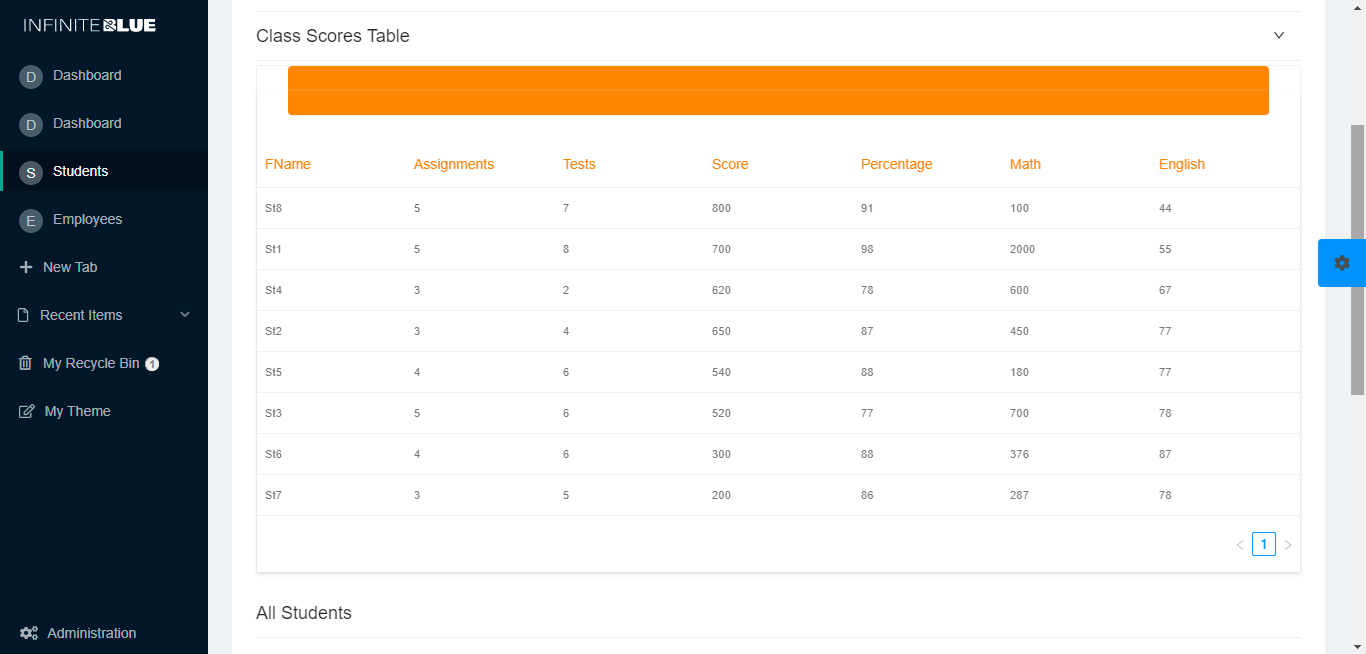 INFINITEBLUE
D Dashboard
D Dashboard
S Students
E Employees
New Tab
Recent Items
My Recycle Bin 1
My Theme
Administration
Class Scores Table
FName Assignments Tests Score Percentage Math English
St8 5 7 800 91 100 44
St1 5 8 700 98 2000 55
St4 3 2 620 78 600 67
St2 3 4 650 87 450 77
St5 4 6 540 88 180 77
St3 5 6 520 77 700 78
St6 4 6 300 88 376 87
St7 3 5 200 86 287 78
< 1 >
All Students